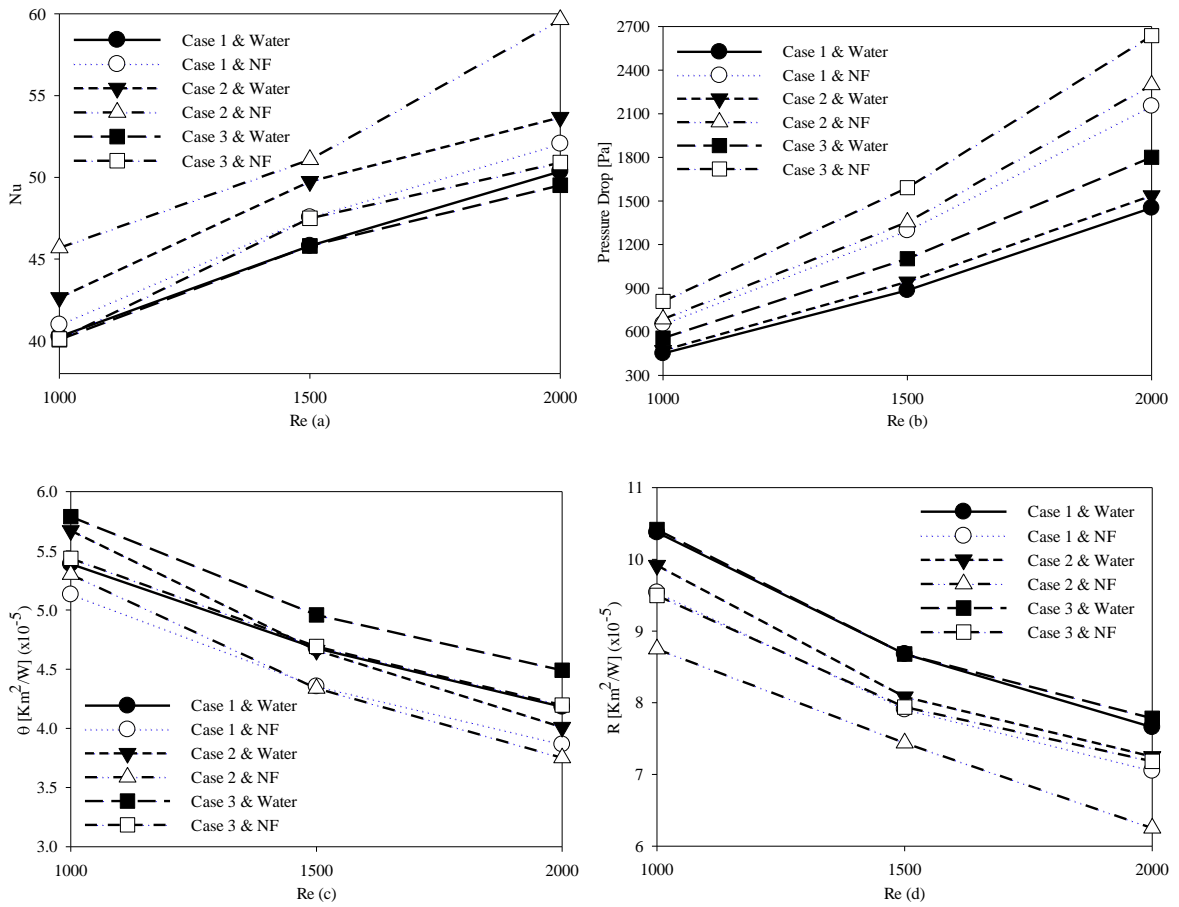 60
55
50
45
40
Nu
Case 1 & Water
Case 1 & NF
Case 2 & Water
Case 2 & NF
Case 3 & Water
Case 3 & NF
1000
1500
2000
Re (a)
2700
2400
2100
1800
1500
1200
900
600
300
Pressure Drop [Pa]
Case 1 & Water
Case 1 & NF
Case 2 & Water
Case 2 & NF
Case 3 & Water
Case 3 & NF
1000
1500
2000
Re (b)
6.0
5.5
5.0
4.5
4.0
3.5
3.0
θ [Km²/W] (x10⁻⁵)
Case 1 & Water
Case 1 & NF
Case 2 & Water
Case 2 & NF
Case 3 & Water
Case 3 & NF
1000
1500
2000
Re (c)
11
10
9
8
7
6
R [Km²/W] (x10⁻⁵)
Case 1 & Water
Case 1 & NF
Case 2 & Water
Case 2 & NF
Case 3 & Water
Case 3 & NF
1000
1500
2000
Re (d)